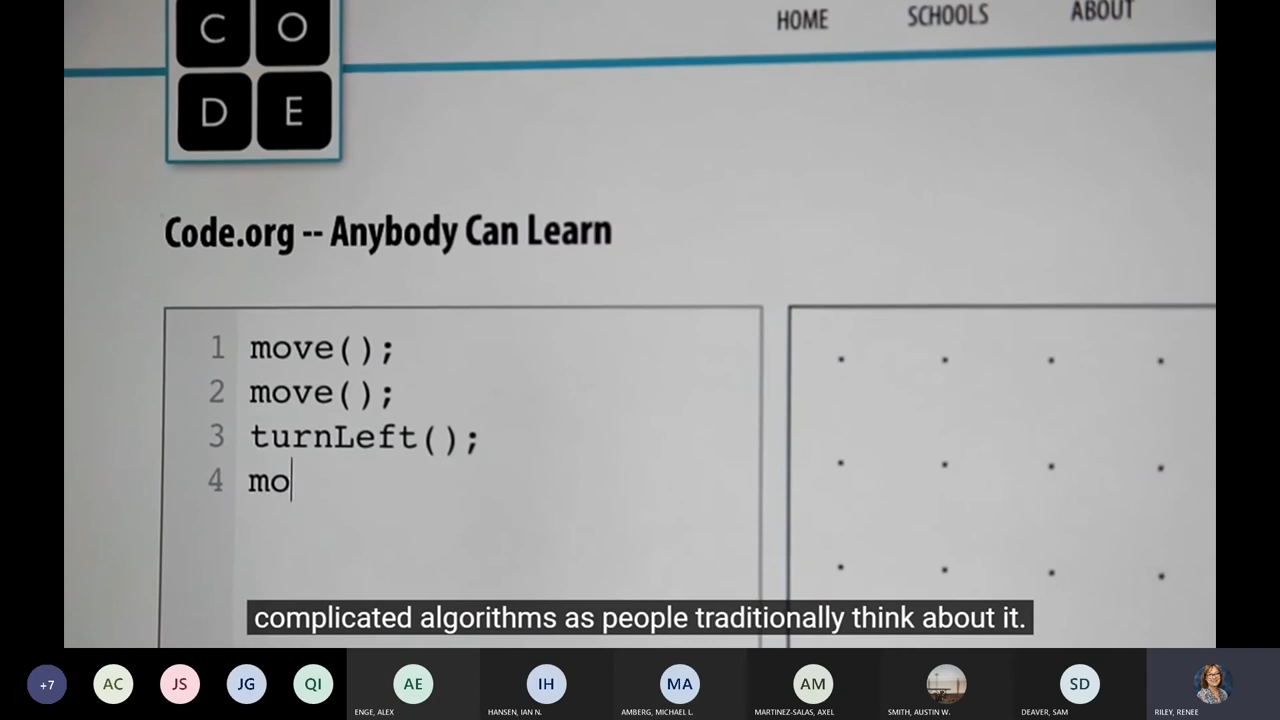 C O
D E
HOME SCHOOLS ABOUT
Code.org -- Anybody Can Learn
1 move();
2 move();
3 turnLeft();
4 mo
complicated algorithms as people traditionally think about it.
+7 AC JS JG QI AE IH MA AM SD
ENGE, ALEX HANSEN, IAN N. AMBERG, MICHAEL L. MARTINEZ-SALAS, AXEL SMITH, AUSTIN W. DEAVER, SAM RILEY, RENEE